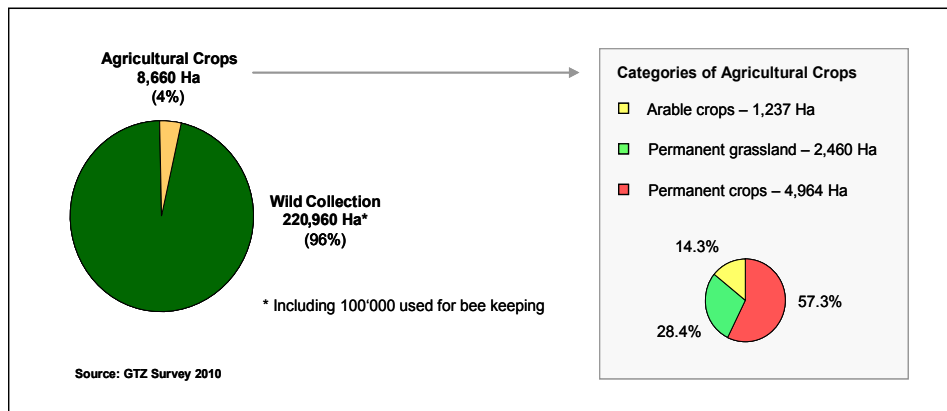 Agricultural Crops
8,660 Ha
(4%)
Wild Collection
220,960 Ha*
(96%)
* Including 100‘000 used for bee keeping
Source: GTZ Survey 2010
Categories of Agricultural Crops
Arable crops – 1,237 Ha
Permanent grassland – 2,460 Ha
Permanent crops – 4,964 Ha
14.3%
57.3%
28.4%